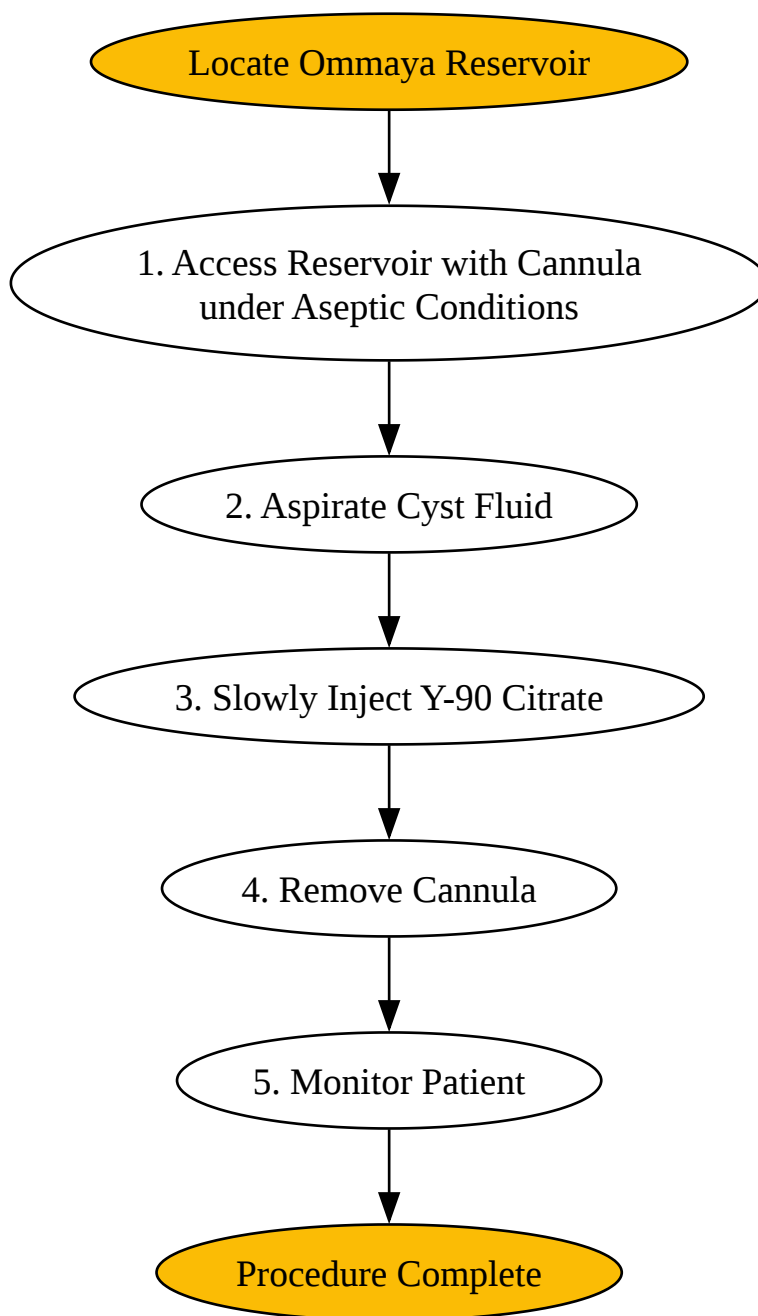 Locate Ommaya Reservoir
1. Access Reservoir with Cannula
under Aseptic Conditions
2. Aspirate Cyst Fluid
3. Slowly Inject Y-90 Citrate
4. Remove Cannula
5. Monitor Patient
Procedure Complete